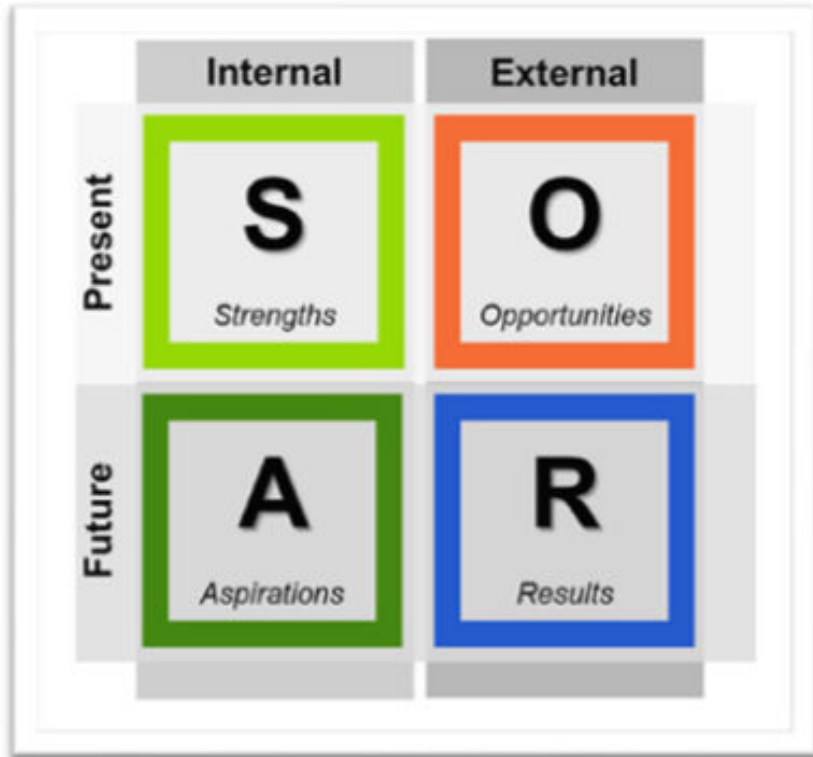 Internal
External
Present
S
Strengths
O
Opportunities
Future
A
Aspirations
R
Results